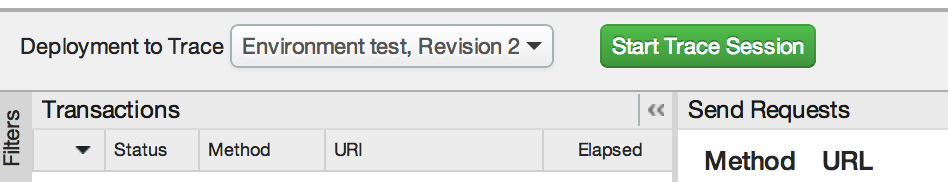 Deployment to Trace Environment test, Revision 2 Start Trace Session
Filters
Transactions « Send Requests
Status Method URI Elapsed
Method URL